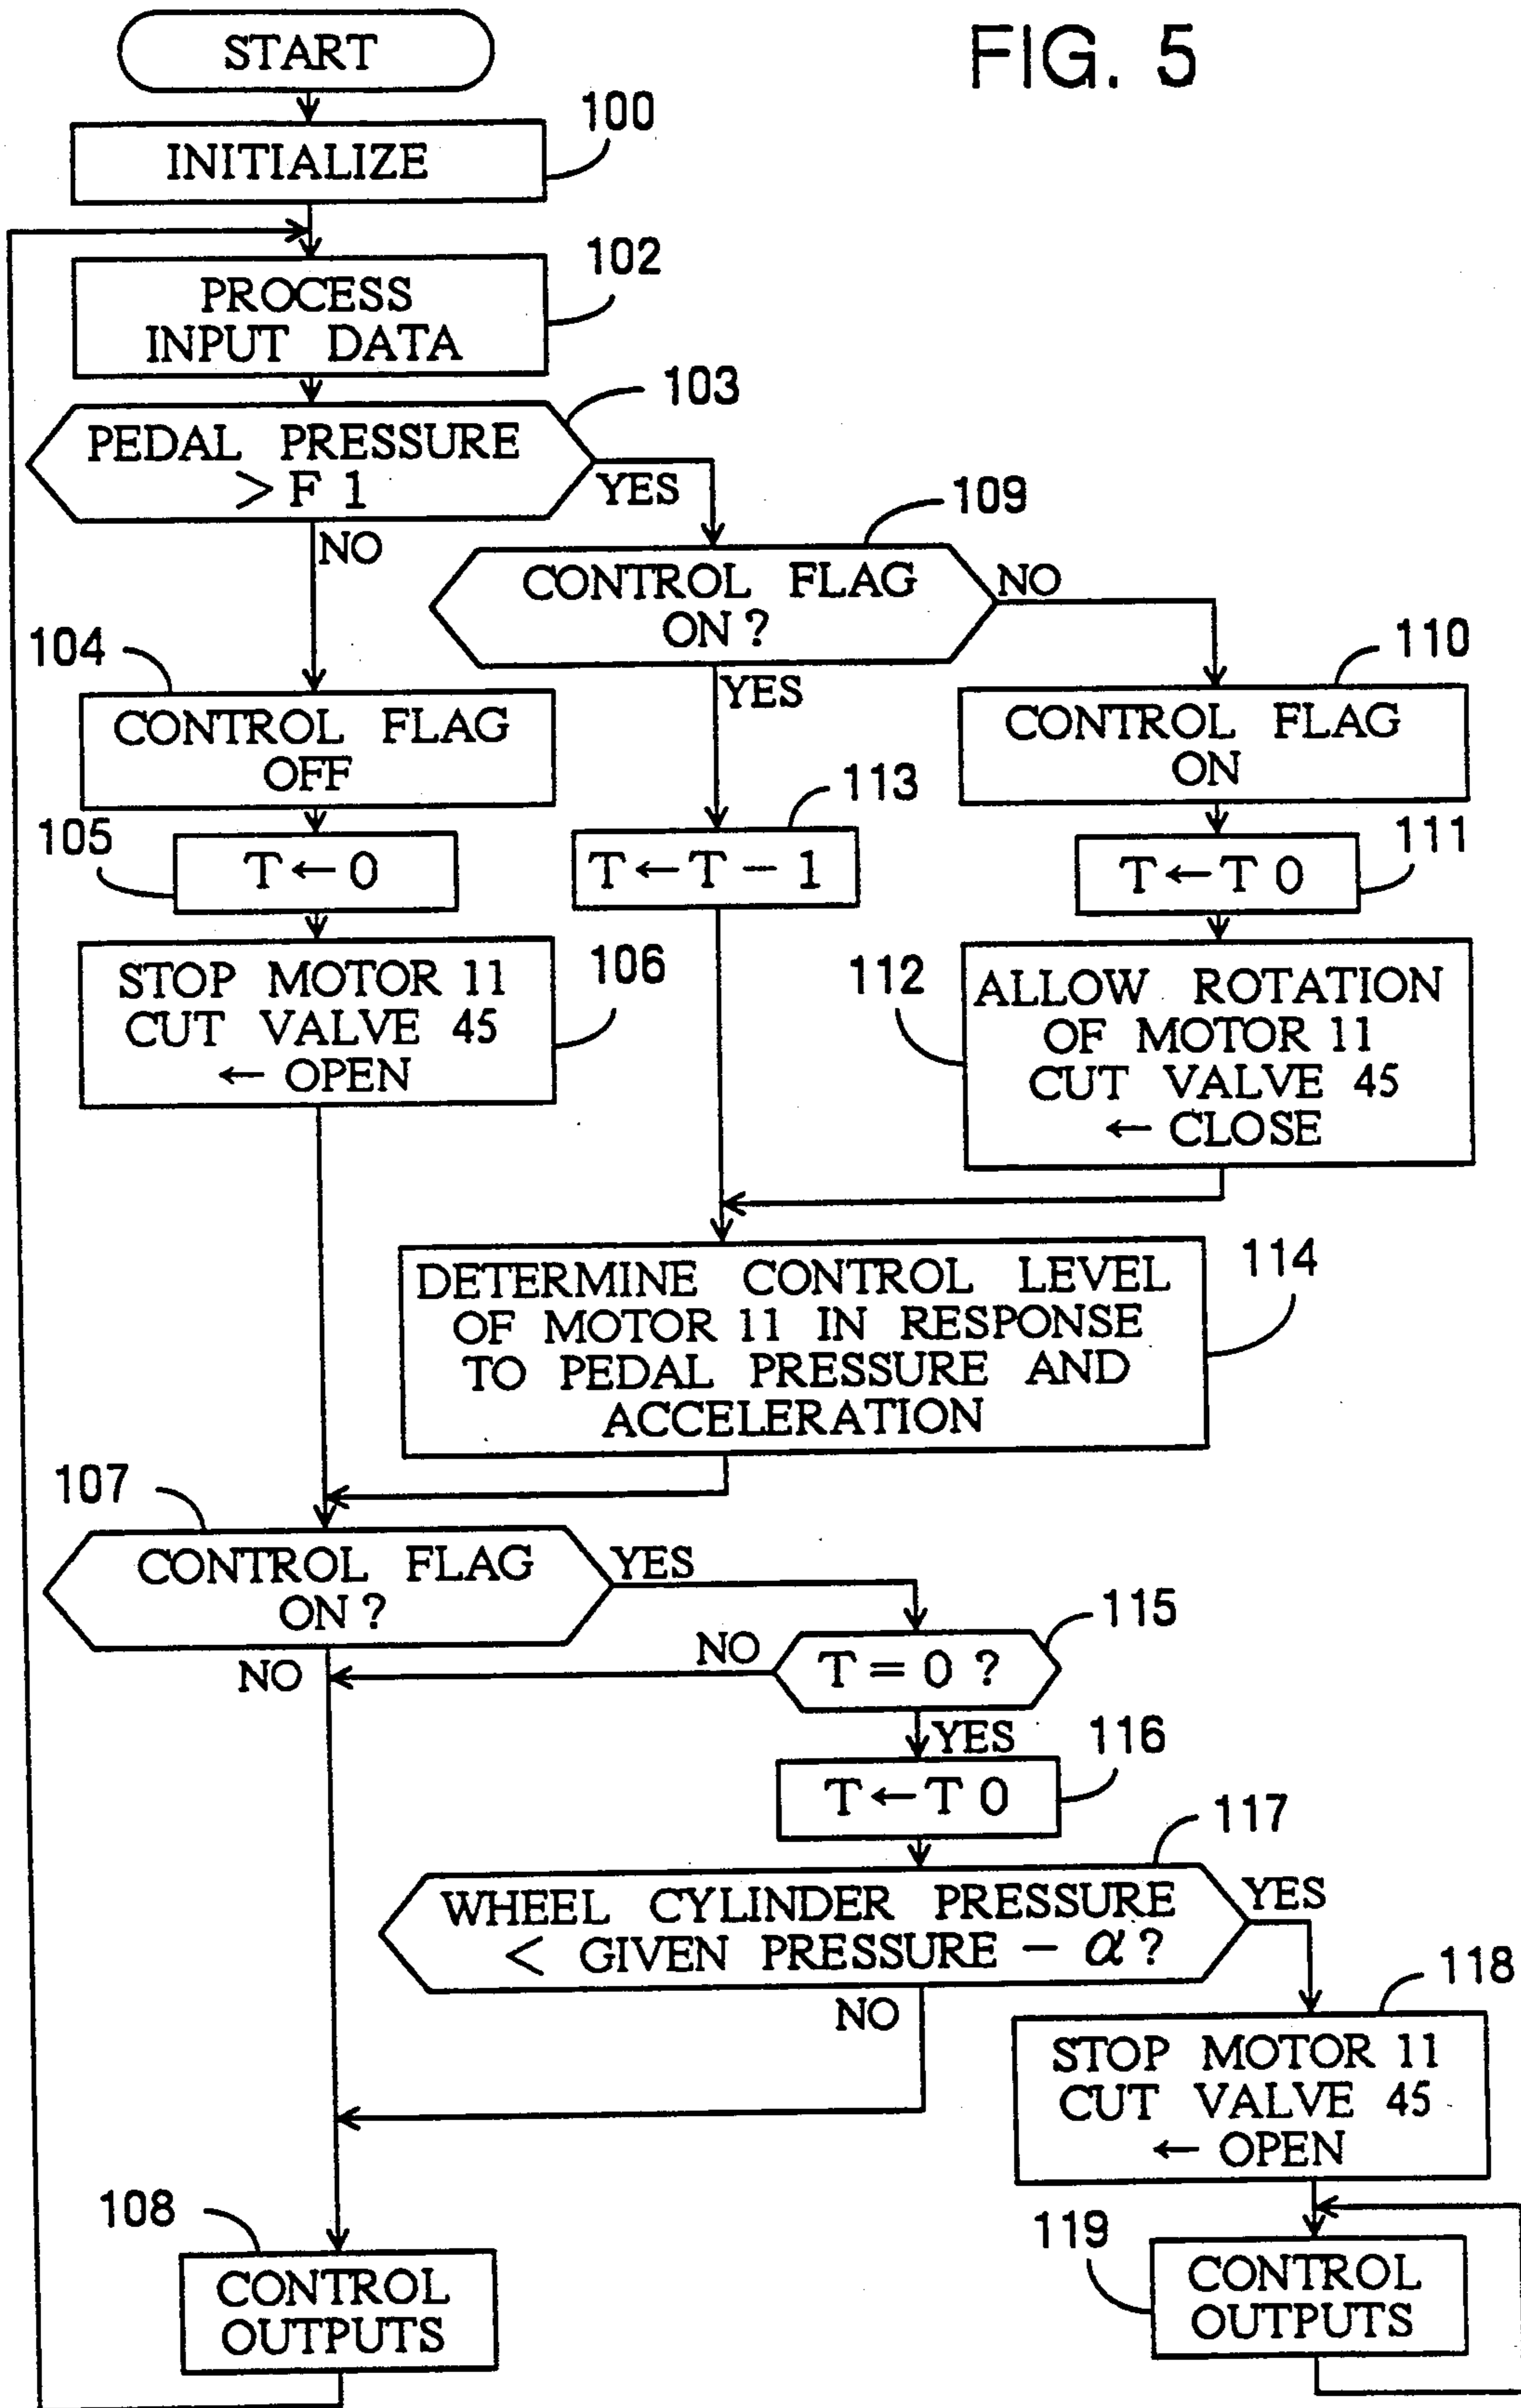 FIG. 5
START
100
INITIALIZE
102
PROCESS
INPUT DATA
103
PEDAL PRESSURE
> F 1
YES
NO
109
CONTROL FLAG
ON ?
NO
YES
104
CONTROL FLAG
OFF
110
CONTROL FLAG
ON
105
T ← 0
113
T ← T − 1
111
T ← T 0
106
STOP MOTOR 11
CUT VALVE 45
← OPEN
112
ALLOW ROTATION
OF MOTOR 11
CUT VALVE 45
← CLOSE
114
DETERMINE CONTROL LEVEL
OF MOTOR 11 IN RESPONSE
TO PEDAL PRESSURE AND
ACCELERATION
107
CONTROL FLAG
ON ?
YES
NO
115
T = 0 ?
NO
YES
116
T ← T 0
117
WHEEL CYLINDER PRESSURE
< GIVEN PRESSURE − α ?
YES
NO
118
STOP MOTOR 11
CUT VALVE 45
← OPEN
108
CONTROL
OUTPUTS
119
CONTROL
OUTPUTS